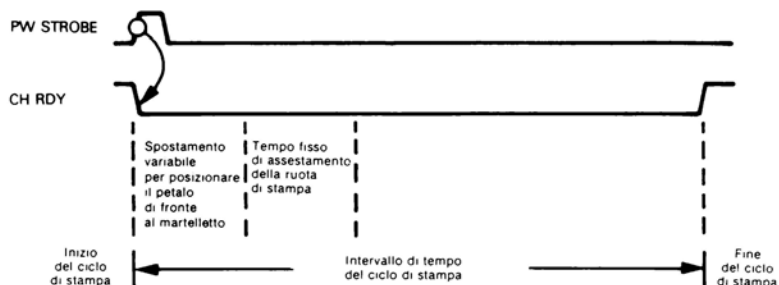 PW STROBE
CH RDY
Spostamento
variabile
per posizionare
il petalo
di fronte
al martelletto
Tempo fisso
di assestamento
della ruota
di stampa
Inizio
del ciclo
di stampa
Intervallo di tempo
del ciclo di stampa
Fine
del ciclo
di stampa